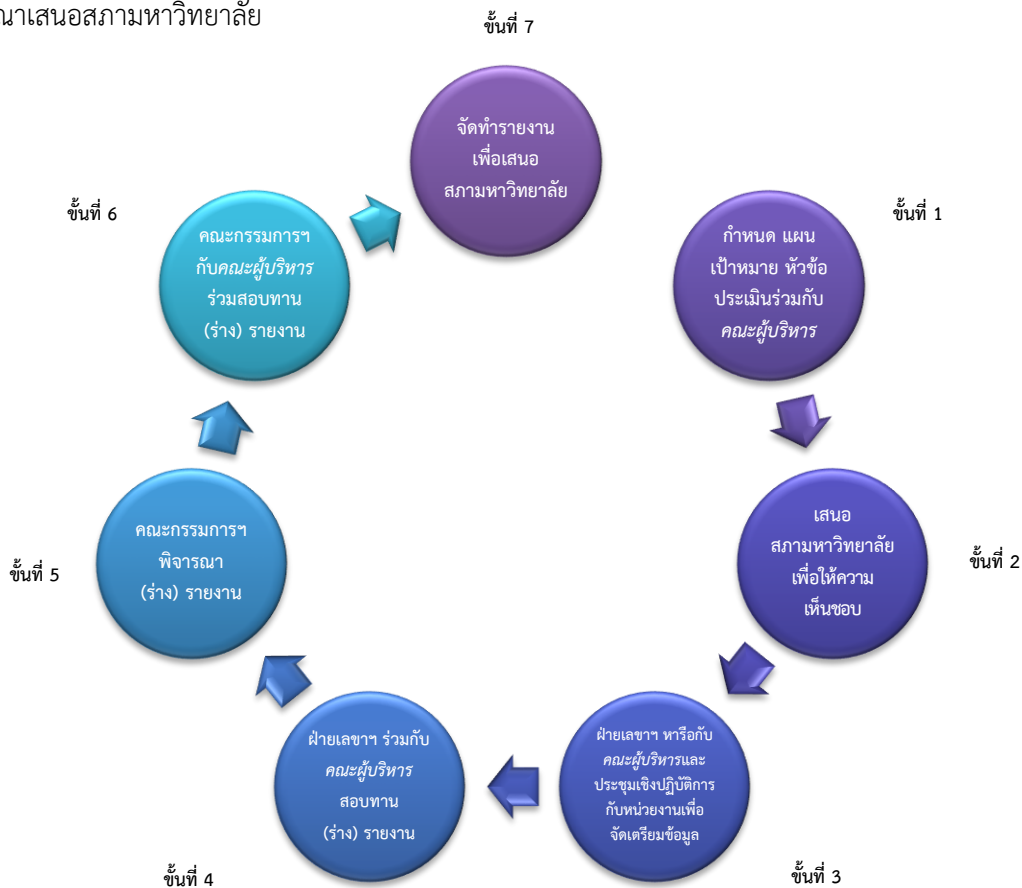 ณาเสนอสภามหาวิทยาลัย
ขั้นที่ 7
จัดทำรายงาน
เพื่อเสนอ
สภามหาวิทยาลัย
ขั้นที่ 1
กำหนด แผน
เป้าหมาย หัวข้อ
ประเมินร่วมกับ
คณะผู้บริหาร
ขั้นที่ 2
เสนอ
สภามหาวิทยาลัย
เพื่อให้ความ
เห็นชอบ
ขั้นที่ 3
ฝ่ายเลขาฯ หารือกับ
คณะผู้บริหารและ
ประชุมเชิงปฏิบัติการ
กับหน่วยงานเพื่อ
จัดเตรียมข้อมูล
ขั้นที่ 4
ฝ่ายเลขาฯ ร่วมกับ
คณะผู้บริหาร
สอบทาน
(ร่าง) รายงาน
ขั้นที่ 5
คณะกรรมการฯ
พิจารณา
(ร่าง) รายงาน
ขั้นที่ 6
คณะกรรมการฯ
กับคณะผู้บริหาร
ร่วมสอบทาน
(ร่าง) รายงาน